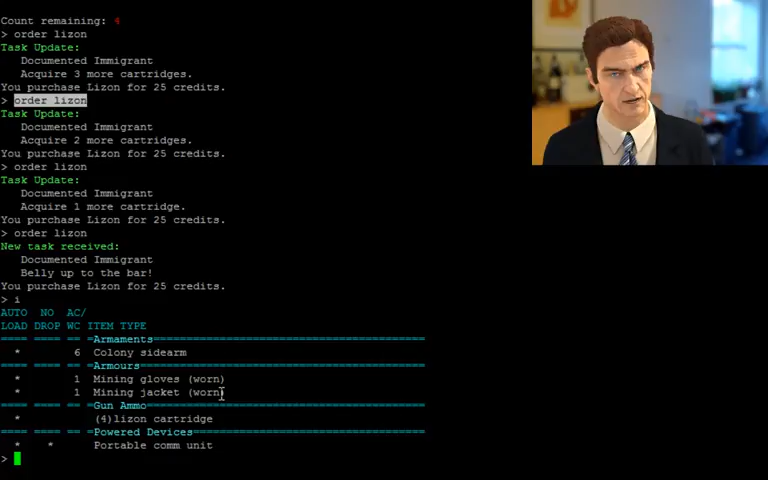 Count remaining: 4
> order lizon
Task Update:
Documented Immigrant
Acquire 3 more cartridges.
You purchase Lizon for 25 credits.
> order lizon
Task Update:
Documented Immigrant
Acquire 2 more cartridges.
You purchase Lizon for 25 credits.
> order lizon
Task Update:
Documented Immigrant
Acquire 1 more cartridge.
You purchase Lizon for 25 credits.
> order lizon
New task received:
Documented Immigrant
Belly up to the bar!
You purchase Lizon for 25 credits.
> i
AUTO NO AC/
LOAD DROP WC ITEM TYPE
==== ==== == =Armaments=====================================
* 6 Colony sidearm
==== ==== == =Armours=======================================
* 1 Mining gloves (worn)
* 1 Mining jacket (worn)
==== ==== == =Gun Ammo======================================
* (4)lizon cartridge
==== ==== == =Powered Devices===============================
* * Portable comm unit
>